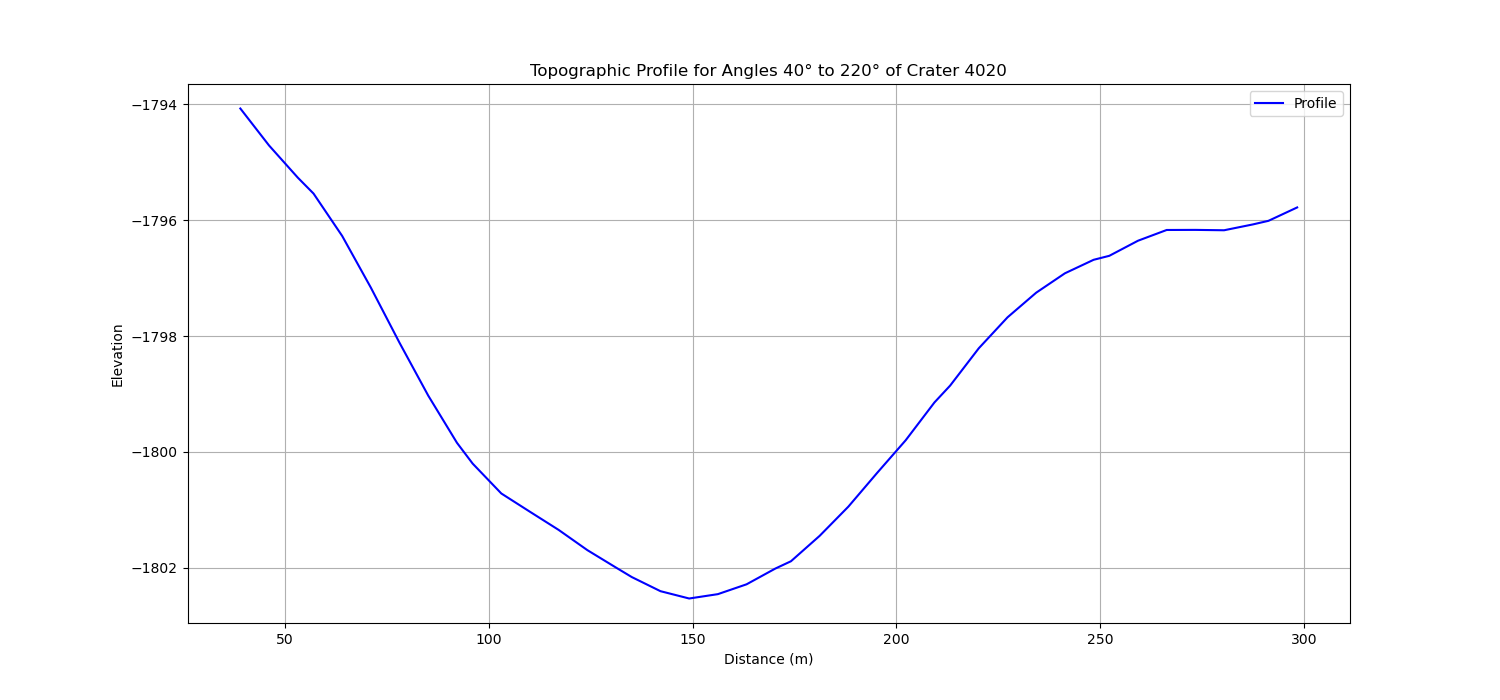 Topographic Profile for Angles 40° to 220° of Crater 4020
Profile
−1794
−1796
−1798
−1800
−1802
Elevation
50
100
150
200
250
300
Distance (m)